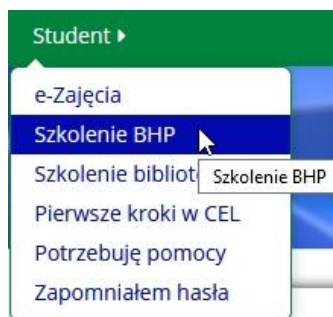 Student
e-Zajęcia
Szkolenie BHP
Szkolenie bibliot
Szkolenie BHP
Pierwsze kroki w CEL
Potrzebuję pomocy
Zapomniałem hasła